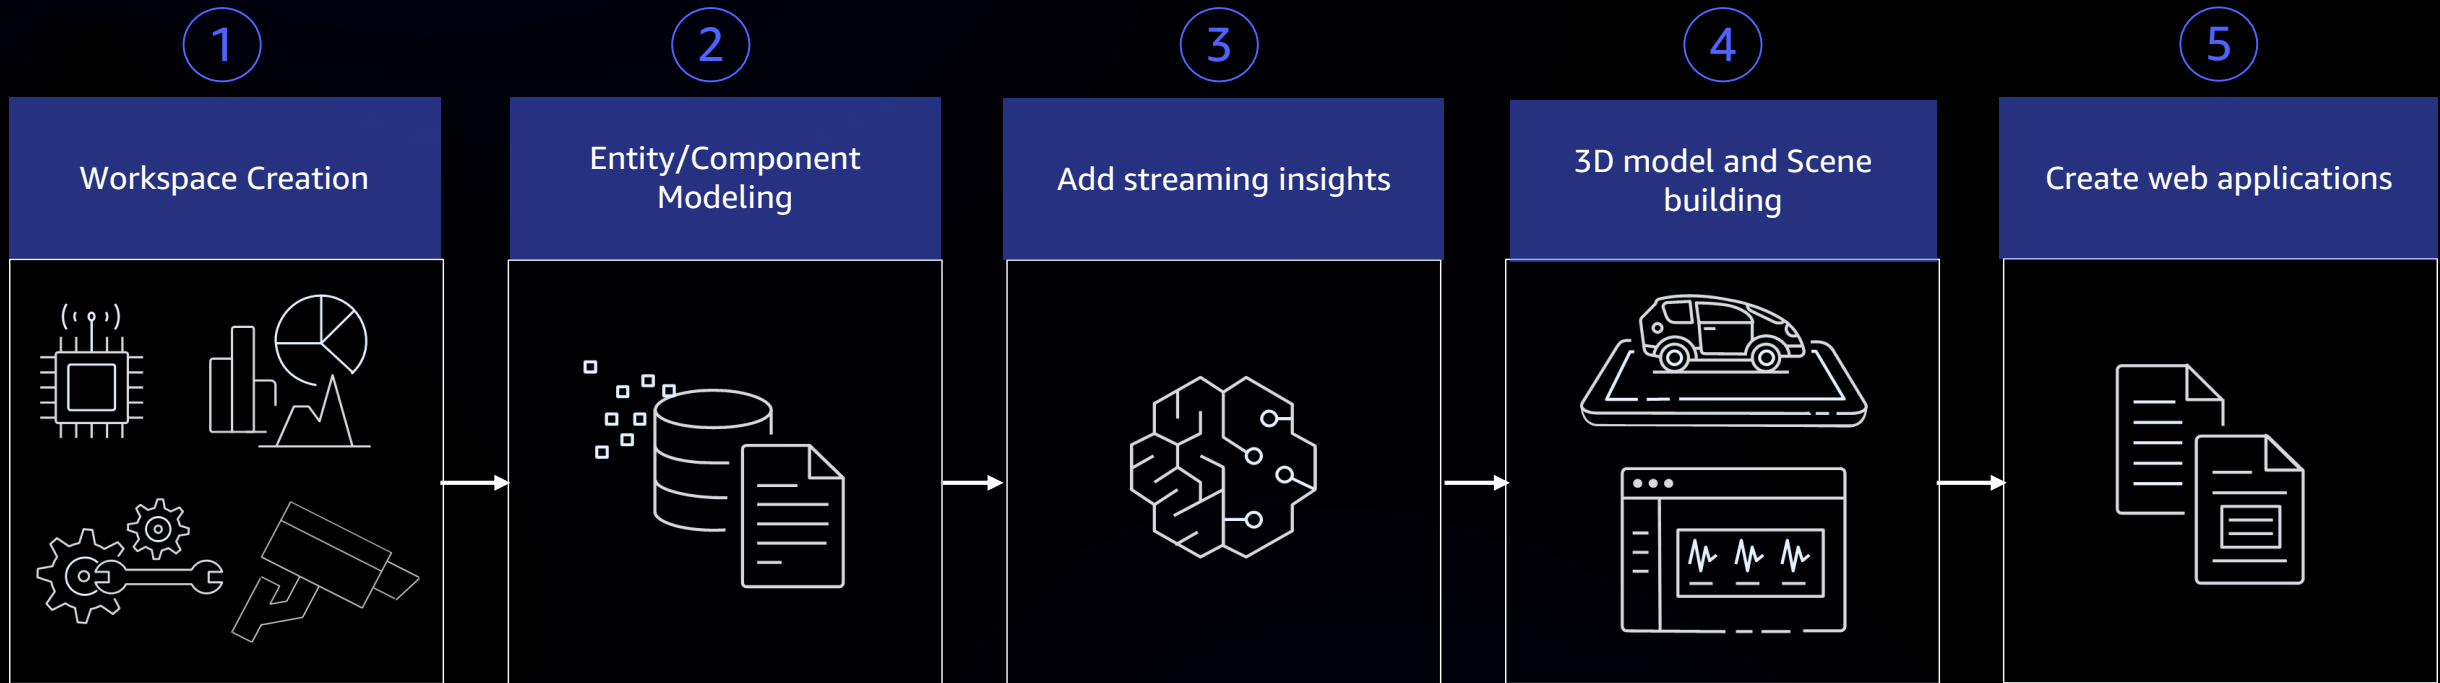 1
2
3
4
5
Workspace Creation
Entity/Component
Modeling
Add streaming insights
3D model and Scene
building
Create web applications